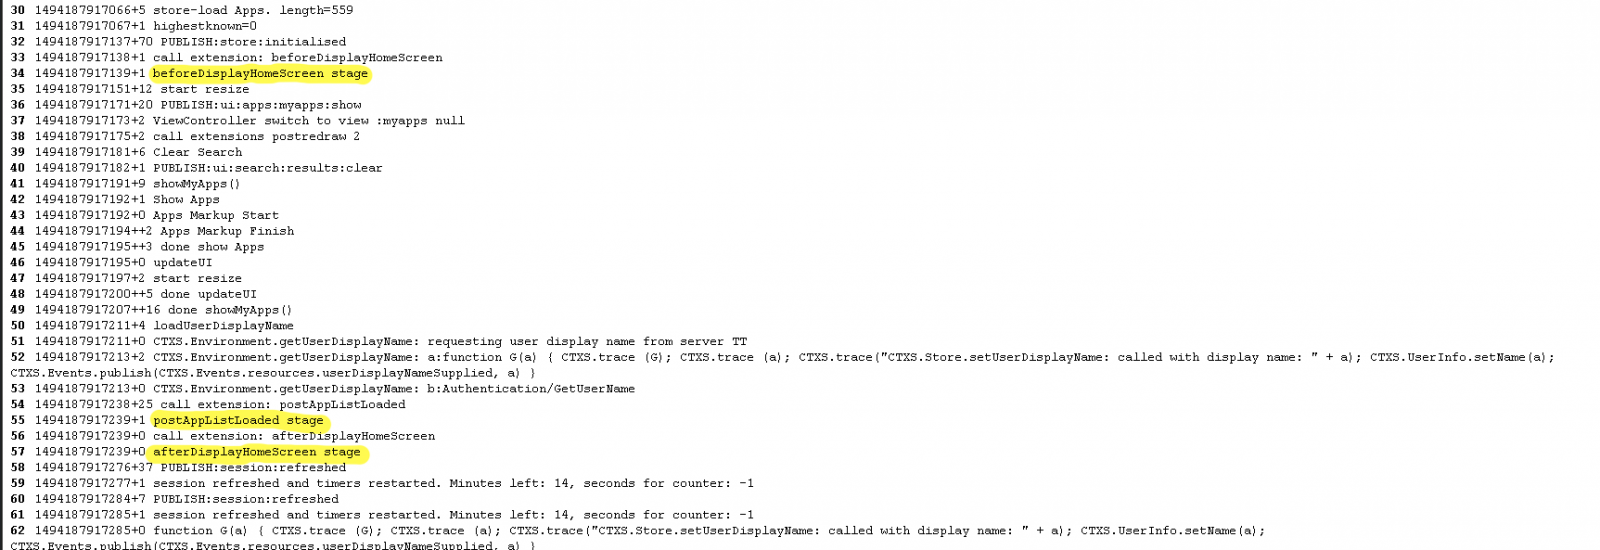 30 1494187917066+5 store-load Apps. length=559
31 1494187917067+1 highestknown=0
32 1494187917137+70 PUBLISH:store:initialised
33 1494187917138+1 call extension: beforeDisplayHomeScreen
34 1494187917139+1 beforeDisplayHomeScreen stage
35 1494187917151+12 start resize
36 1494187917171+20 PUBLISH:ui:apps:myapps:show
37 1494187917173+2 ViewController switch to view :myapps null
38 1494187917175+2 call extensions postredraw 2
39 1494187917181+6 Clear Search
40 1494187917182+1 PUBLISH:ui:search:results:clear
41 1494187917191+9 showMyApps()
42 1494187917192+1 Show Apps
43 1494187917192+0 Apps Markup Start
44 1494187917194++2 Apps Markup Finish
45 1494187917195++3 done show Apps
46 1494187917195+0 updateUI
47 1494187917197+2 start resize
48 1494187917200++5 done updateUI
49 1494187917207++16 done showMyApps()
50 1494187917211+4 loadUserDisplayName
51 1494187917211+0 CTXS.Environment.getUserDisplayName: requesting user display name from server TT
52 1494187917213+2 CTXS.Environment.getUserDisplayName: a:function G(a) { CTXS.trace (G); CTXS.trace (a); CTXS.trace("CTXS.Store.setUserDisplayName: called with display name: " + a); CTXS.UserInfo.setName(a);
CTXS.Events.publish(CTXS.Events.resources.userDisplayNameSupplied, a) }
53 1494187917213+0 CTXS.Environment.getUserDisplayName: b:Authentication/GetUserName
54 1494187917238+25 call extension: postAppListLoaded
55 1494187917239+1 postAppListLoaded stage
56 1494187917239+0 call extension: afterDisplayHomeScreen
57 1494187917239+0 afterDisplayHomeScreen stage
58 1494187917276+37 PUBLISH:session:refreshed
59 1494187917277+1 session refreshed and timers restarted. Minutes left: 14, seconds for counter: -1
60 1494187917284+7 PUBLISH:session:refreshed
61 1494187917285+1 session refreshed and timers restarted. Minutes left: 14, seconds for counter: -1
62 1494187917285+0 function G(a) { CTXS.trace (G); CTXS.trace (a); CTXS.trace("CTXS.Store.setUserDisplayName: called with display name: " + a); CTXS.UserInfo.setName(a);
CTXS.Events.publish(CTXS.Events.resources.userDisplayNameSupplied, a) }